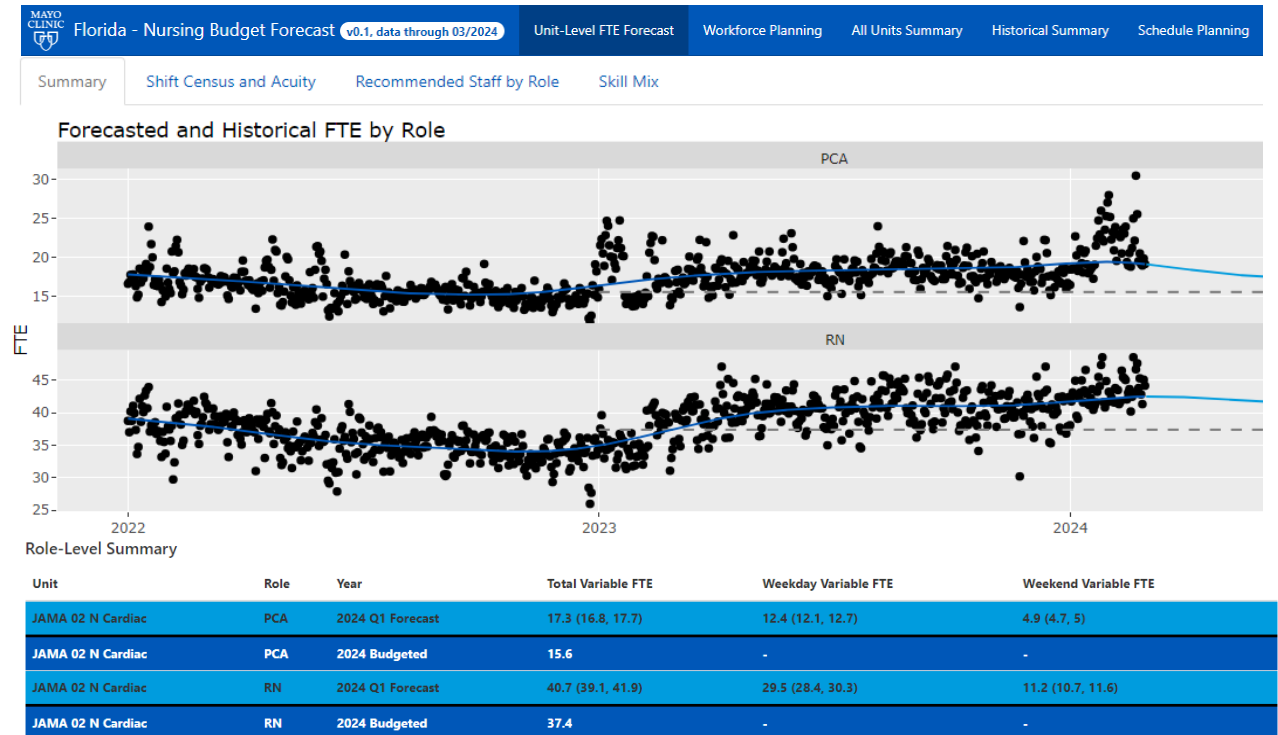 MAYO
CLINIC
Florida - Nursing Budget Forecast v0.1, data through 03/2024 Unit-Level FTE Forecast Workforce Planning All Units Summary Historical Summary Schedule Planning
Summary Shift Census and Acuity Recommended Staff by Role Skill Mix
Forecasted and Historical FTE by Role
PCA
30
25
20
15
FTE
RN
45
40
35
30
25
2022 2023 2024
Role-Level Summary
Unit Role Year Total Variable FTE Weekday Variable FTE Weekend Variable FTE
JAMA 02 N Cardiac PCA 2024 Q1 Forecast 17.3 (16.8, 17.7) 12.4 (12.1, 12.7) 4.9 (4.7, 5)
JAMA 02 N Cardiac PCA 2024 Budgeted 15.6 - -
JAMA 02 N Cardiac RN 2024 Q1 Forecast 40.7 (39.1, 41.9) 29.5 (28.4, 30.3) 11.2 (10.7, 11.6)
JAMA 02 N Cardiac RN 2024 Budgeted 37.4 - -